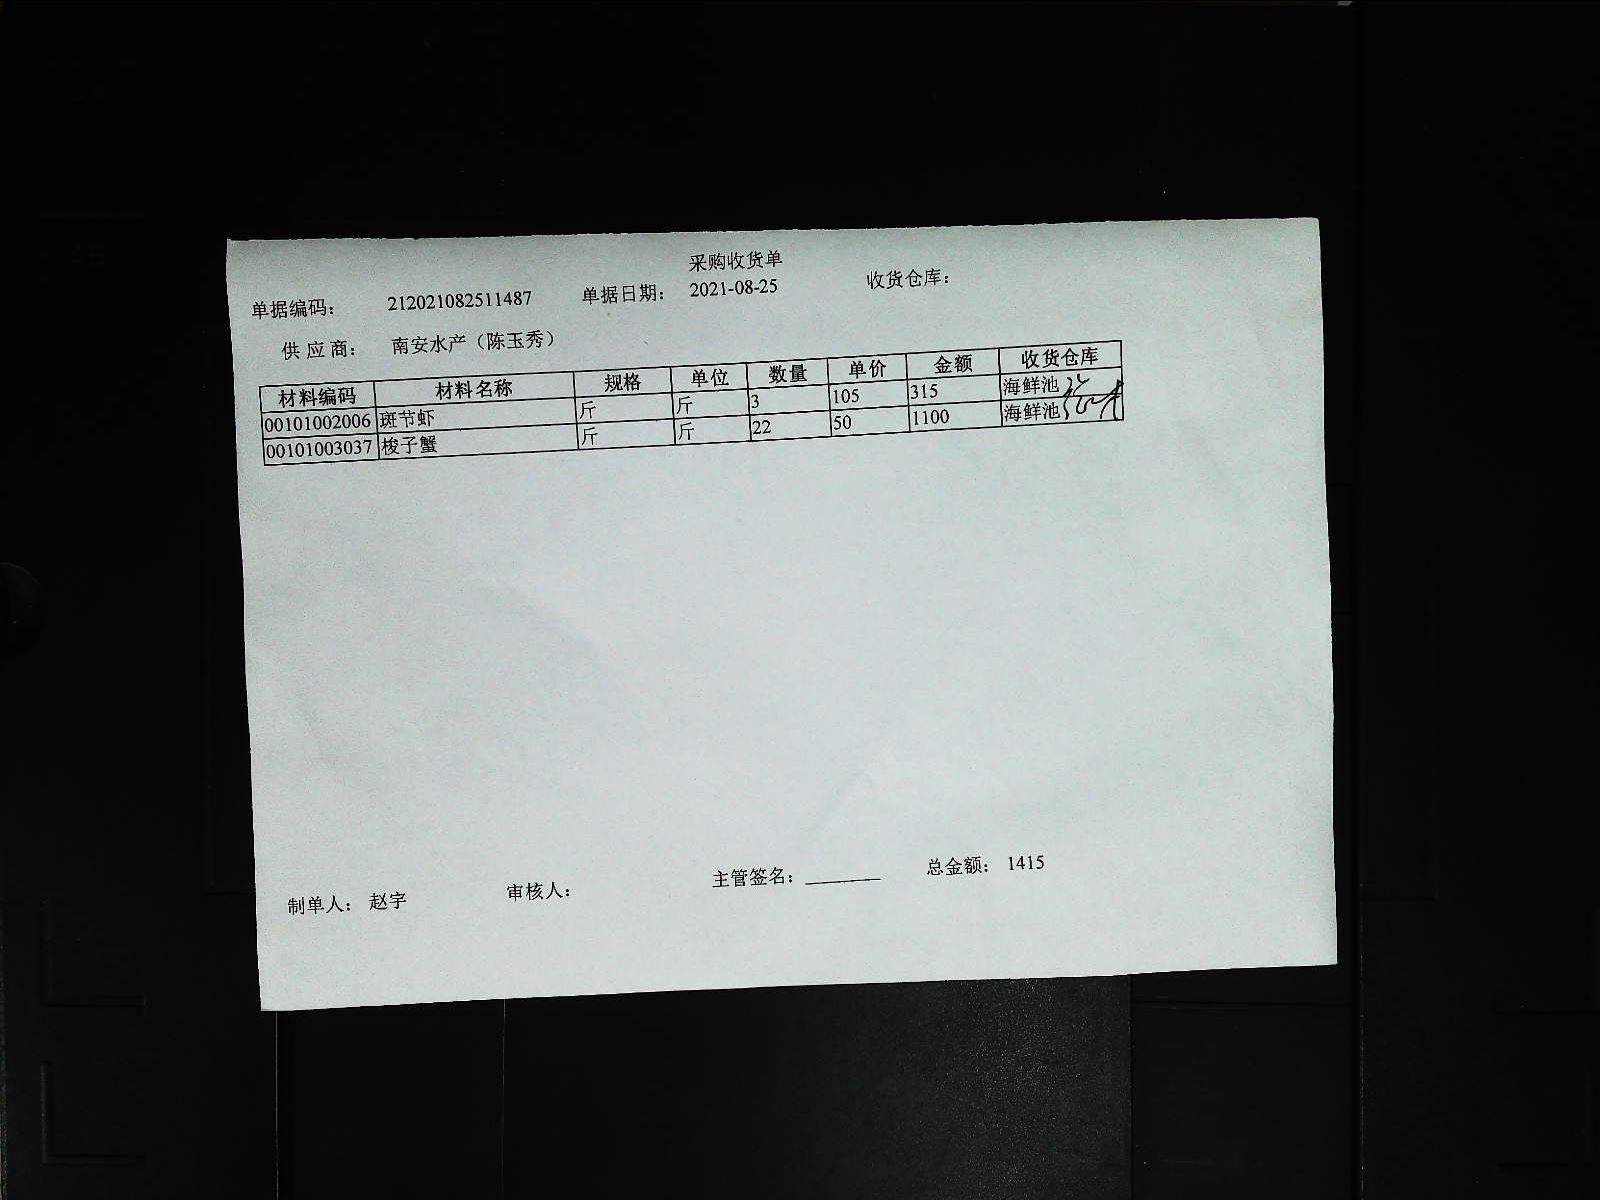 采购收货单
单据编码： 212021082511487 单据日期： 2021-08-25 收货仓库：
供 应 商： 南安水产（陈玉秀）
材料编码 材料名称 规格 单位 数量 单价 金额 收货仓库
00101002006 斑节虾 斤 斤 3 105 315 海鲜池
00101003037 梭子蟹 斤 斤 22 50 1100 海鲜池
制单人： 赵宇 审核人： 主管签名： 总金额： 1415